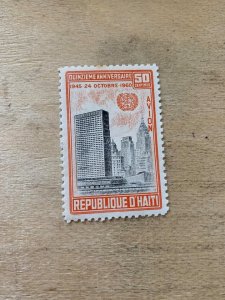 QUINZIEME ANNIVERSAIRE
1945-24 OCTOBRE-1960
50
CENTIMES
AVION
REPUBLIQUE D'HAITI